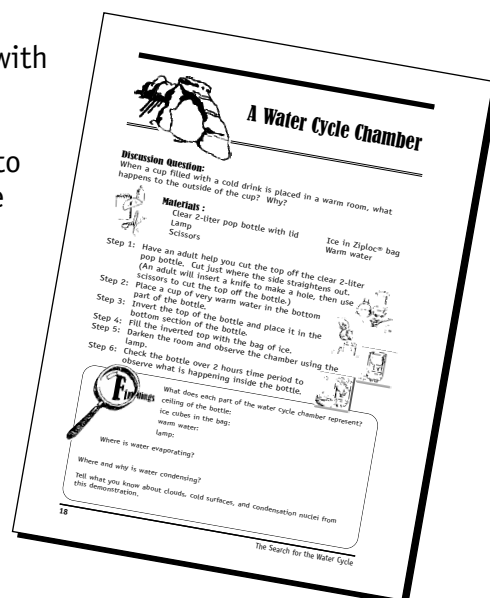 with
to
e
A Water Cycle Chamber
Discussion Question:
When a cup filled with a cold drink is placed in a warm room, what
happens to the outside of the cup? Why?
Materials :
Clear 2-liter pop bottle with lid
Lamp
Scissors
Ice in Ziploc® bag
Warm water
Step 1: Have an adult help you cut the top off the clear 2-liter
pop bottle. Cut just where the side straightens out.
(An adult will insert a knife to make a hole, then use
scissors to cut the top off the bottle.)
Step 2: Place a cup of very warm water in the bottom
part of the bottle.
Step 3: Invert the top of the bottle and place it in the
bottom section of the bottle.
Step 4: Fill the inverted top with the bag of ice.
Step 5: Darken the room and observe the chamber using the
lamp.
Step 6: Check the bottle over 2 hours time period to
observe what is happening inside the bottle.
What does each part of the water cycle chamber represent?
ceiling of the bottle:
ice cubes in the bag:
warm water:
lamp:
Where is water evaporating?
Where and why is water condensing?
Tell what you know about clouds, cold surfaces, and condensation nuclei from
this demonstration.
18
The Search for the Water Cycle